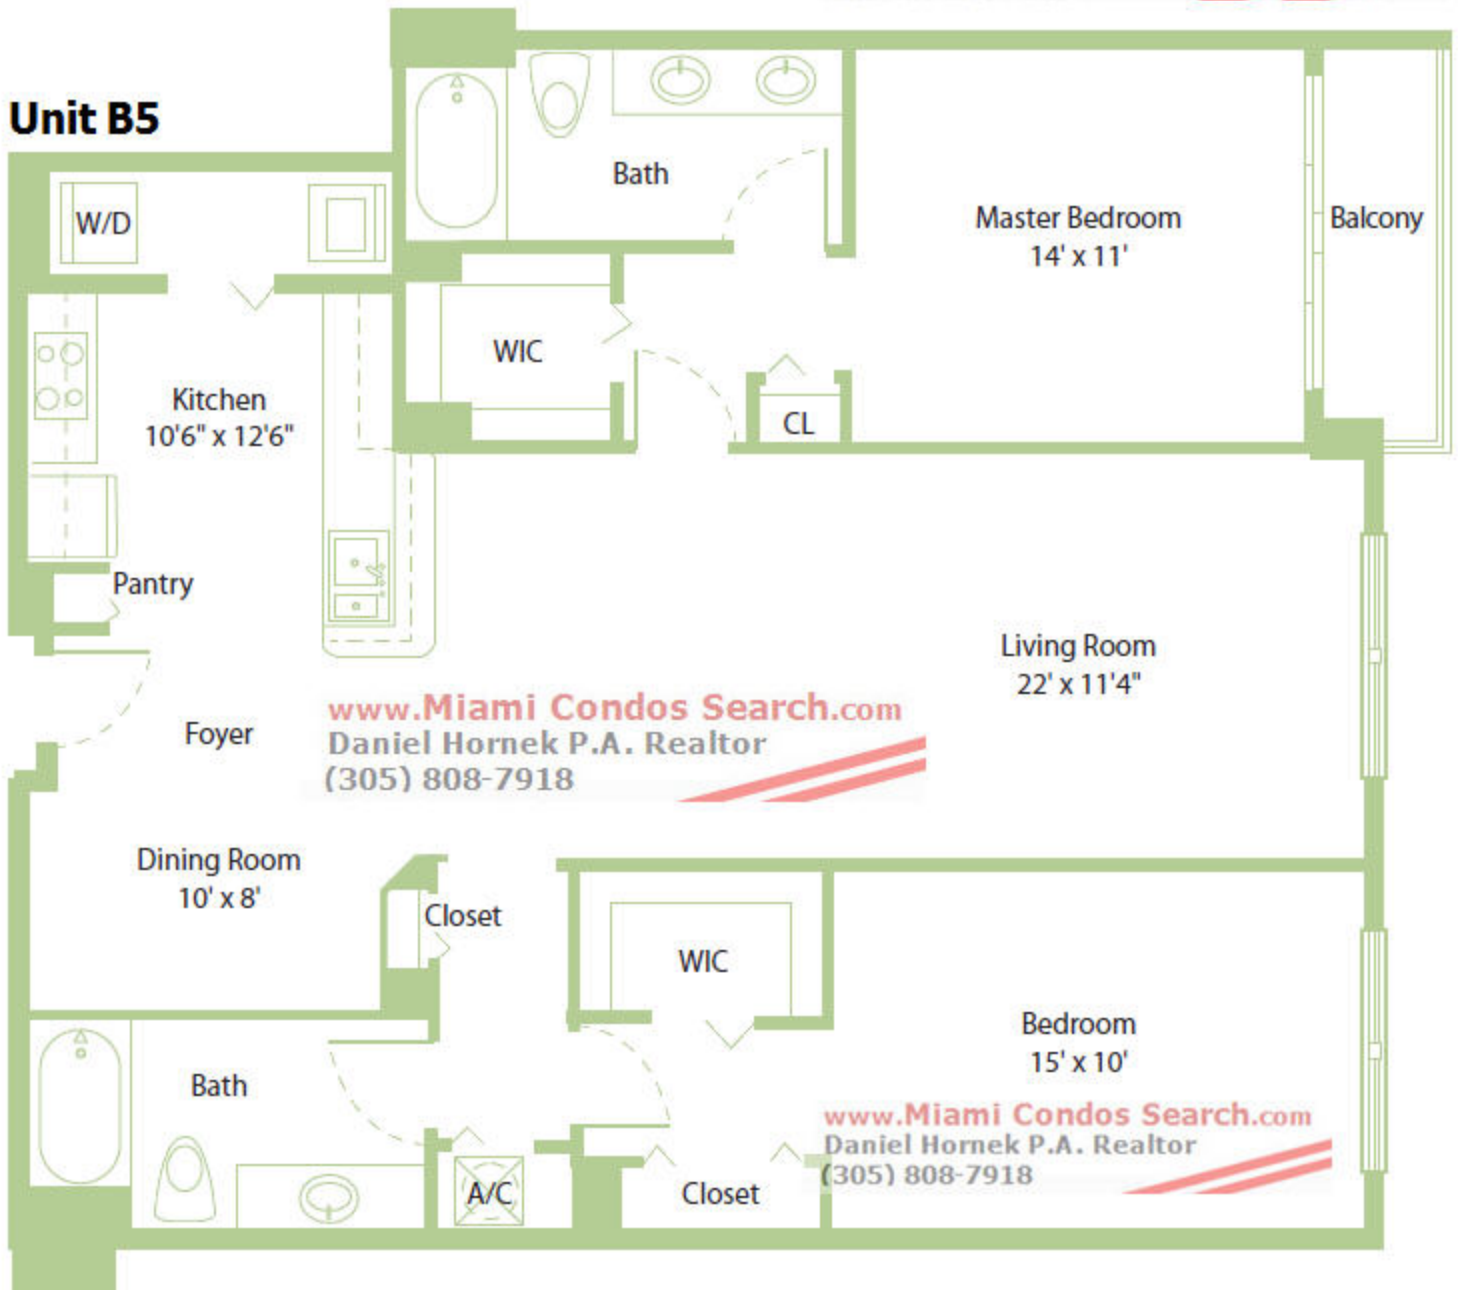 Unit B5
W/D
Bath
Master Bedroom
14' x 11'
Balcony
WIC
Kitchen
10'6" x 12'6"
CL
Pantry
Living Room
22' x 11'4"
Foyer
www.Miami Condos Search.com
Daniel Hornek P.A. Realtor
(305) 808-7918
Dining Room
10' x 8'
Closet
WIC
Bedroom
15' x 10'
Bath
www.Miami Condos Search.com
Daniel Hornek P.A. Realtor
(305) 808-7918
A/C
Closet